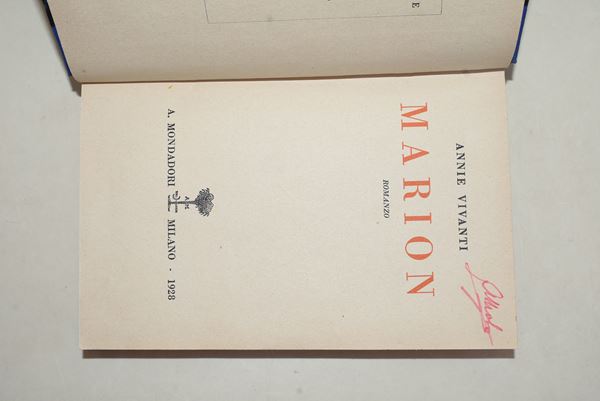 ANNIE VIVANTI
MARION
ROMANZO
A. M.
A. MONDADORI MILANO - 1928
E